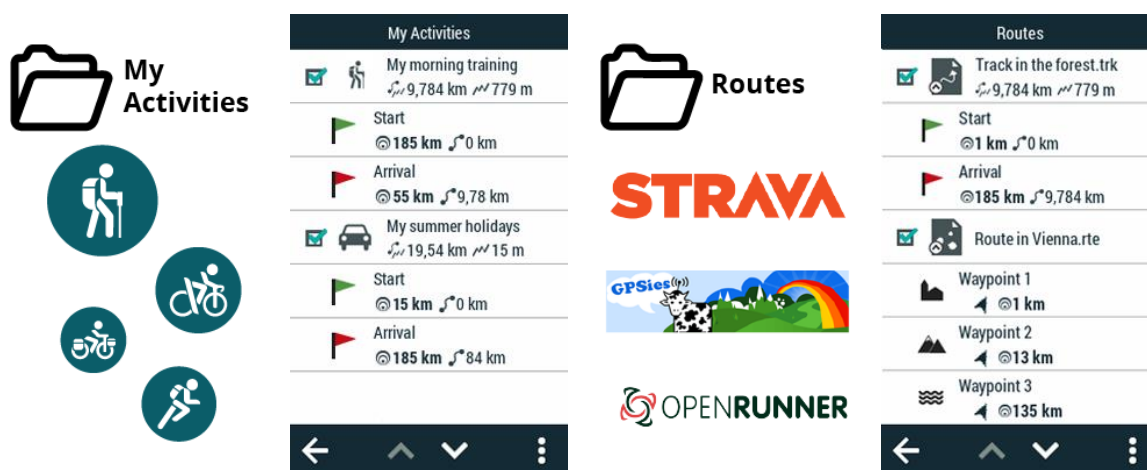 My
Activities
My Activities
My morning training
9,784 km 779 m
Start
185 km 0 km
Arrival
55 km 9,78 km
My summer holidays
19,54 km 15 m
Start
15 km 0 km
Arrival
185 km 84 km
Routes
STRAVA
GPSies
OPENRUNNER
Routes
Track in the forest.trk
9,784 km 779 m
Start
1 km 0 km
Arrival
185 km 9,784 km
Route in Vienna.rte
Waypoint 1
1 km
Waypoint 2
13 km
Waypoint 3
135 km